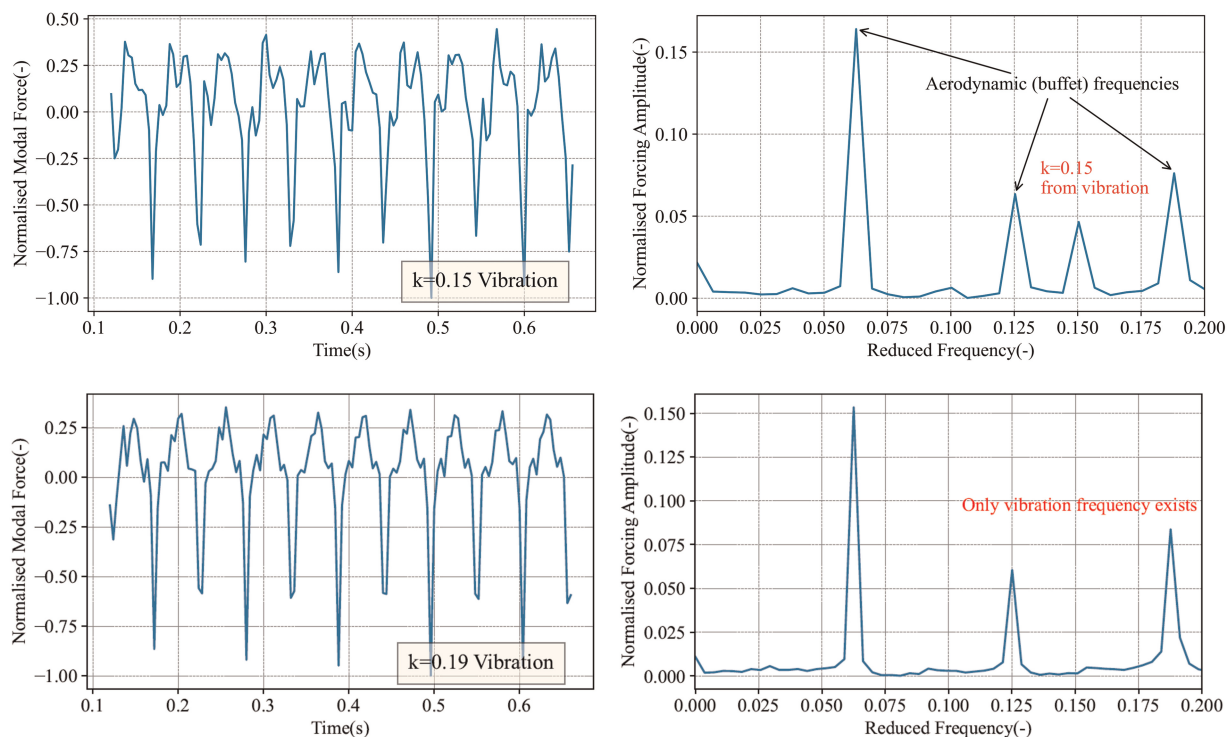 0.50
0.25
0.00
−0.25
−0.50
−0.75
−1.00
Normalised Modal Force(-)
k=0.15 Vibration
0.1 0.2 0.3 0.4 0.5 0.6
Time(s)
0.15
0.10
0.05
0.00
Normalised Forcing Amplitude(-)
Aerodynamic (buffet) frequencies
k=0.15
from vibration
0.000 0.025 0.050 0.075 0.100 0.125 0.150 0.175 0.200
Reduced Frequency(-)
0.25
0.00
−0.25
−0.50
−0.75
−1.00
Normalised Modal Force(-)
k=0.19 Vibration
0.1 0.2 0.3 0.4 0.5 0.6
Time(s)
0.150
0.125
0.100
0.075
0.050
0.025
0.000
Normalised Forcing Amplitude(-)
Only vibration frequency exists
0.000 0.025 0.050 0.075 0.100 0.125 0.150 0.175 0.200
Reduced Frequency(-)